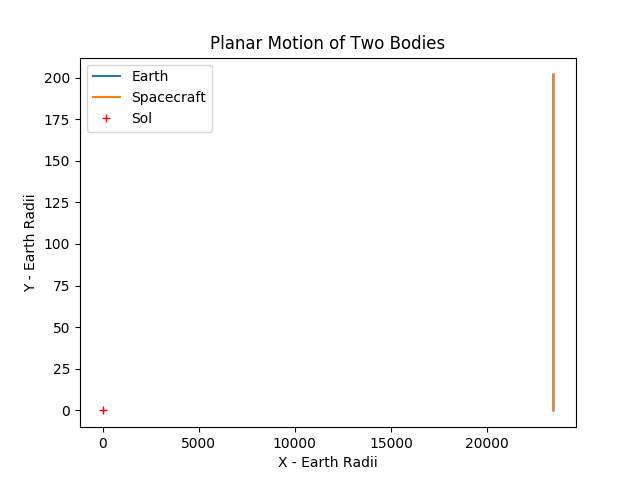 Planar Motion of Two Bodies
Earth
Spacecraft
Sol
200
175
150
125
100
75
50
25
0
Y - Earth Radii
0 5000 10000 15000 20000
X - Earth Radii